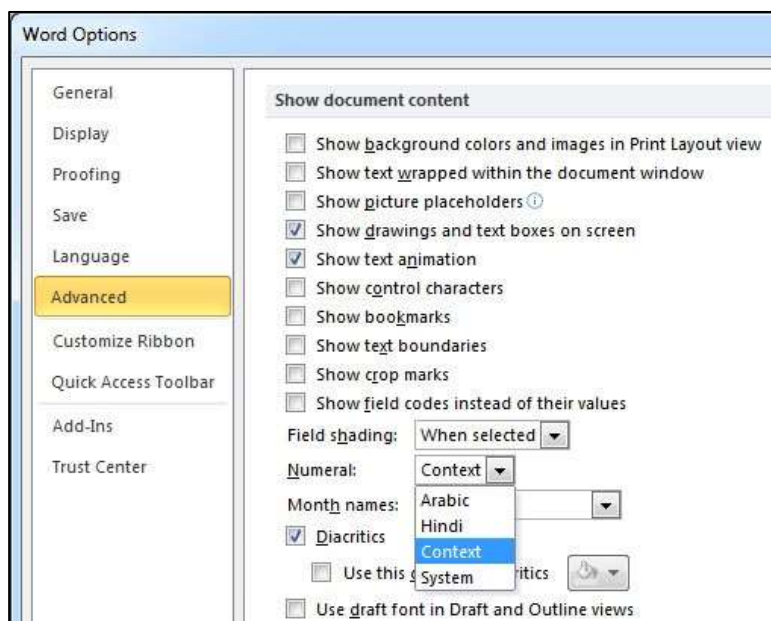 Word Options
General
Display
Proofing
Save
Language
Advanced
Customize Ribbon
Quick Access Toolbar
Add-Ins
Trust Center
Show document content
Show background colors and images in Print Layout view
Show text wrapped within the document window
Show picture placeholders
Show drawings and text boxes on screen
Show text animation
Show control characters
Show bookmarks
Show text boundaries
Show crop marks
Show field codes instead of their values
Field shading: When selected
Numeral: Context
Arabic
Hindi
Context
System
Month names:
Diacritics
Use this
Use draft font in Draft and Outline views